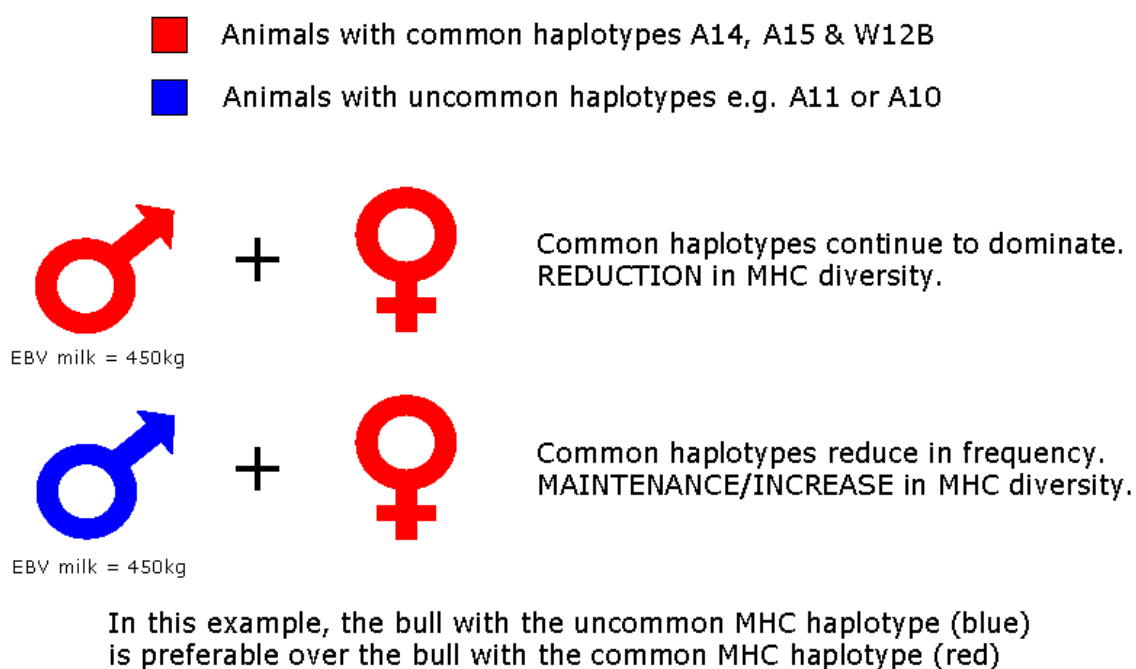 Animals with common haplotypes A14, A15 & W12B
Animals with uncommon haplotypes e.g. A11 or A10
Common haplotypes continue to dominate.
REDUCTION in MHC diversity.
EBV milk = 450kg
Common haplotypes reduce in frequency.
MAINTENANCE/INCREASE in MHC diversity.
EBV milk = 450kg
In this example, the bull with the uncommon MHC haplotype (blue)
is preferable over the bull with the common MHC haplotype (red)